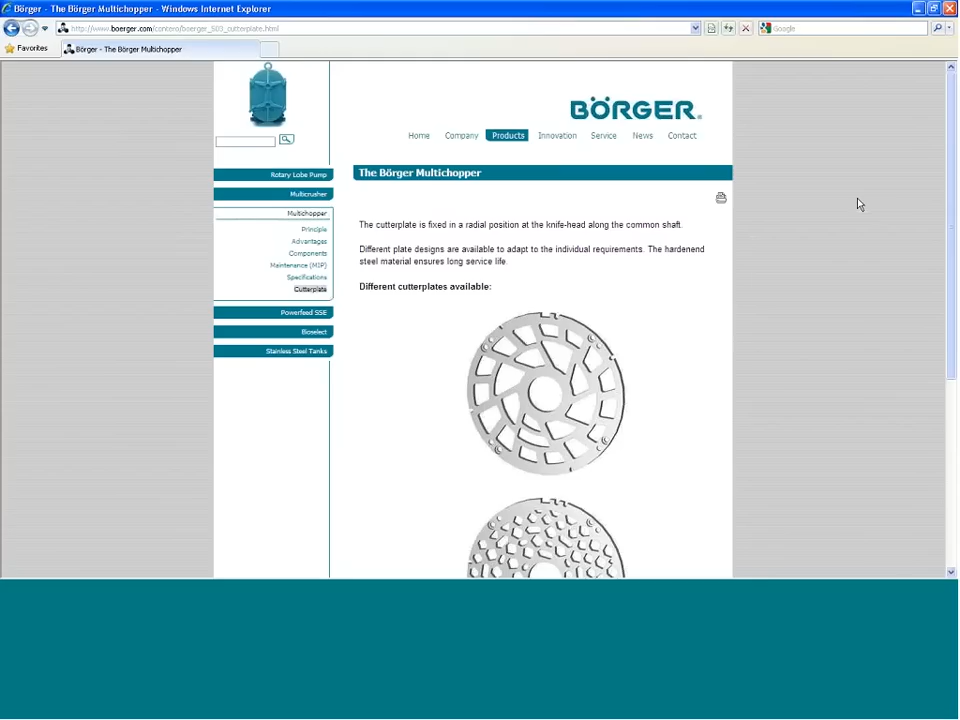 Börger - The Börger Multichopper - Windows Internet Explorer
http://www.boerger.com/contero/boerger_503_cutterplate.html
Google
Favorites
Börger - The Börger Multichopper
BÖRGER.
Home Company Products Innovation Service News Contact
Rotary Lobe Pump
The Börger Multichopper
Multicrusher
Multichopper
Principle
Advantages
Components
Maintenance (MIP)
Specifications
Cutterplate
Powerfeed SSE
Bioselect
Stainless Steel Tanks
The cutterplate is fixed in a radial position at the knife-head along the common shaft.
Different plate designs are available to adapt to the individual requirements. The hardenend
steel material ensures long service life.
Different cutterplates available: